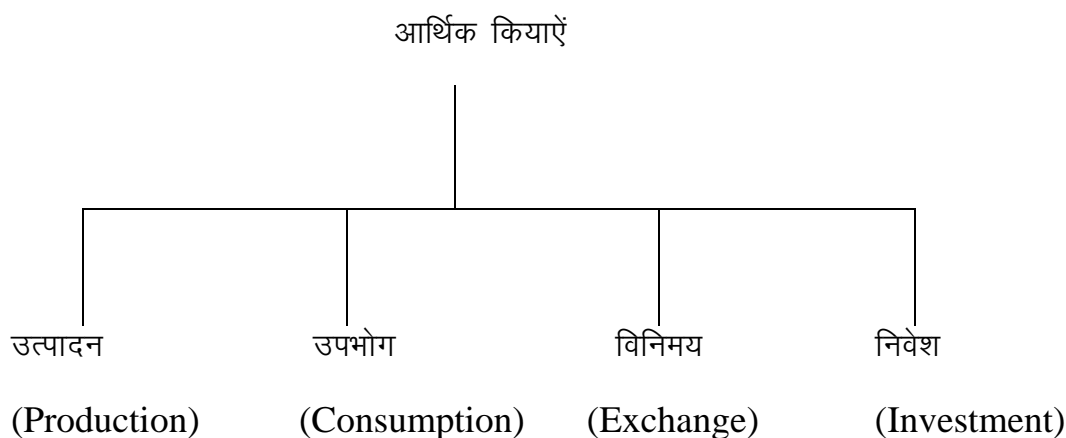 आर्थिक कियाऐं
उत्पादन उपभोग विनिमय निवेश
(Production) (Consumption) (Exchange) (Investment)